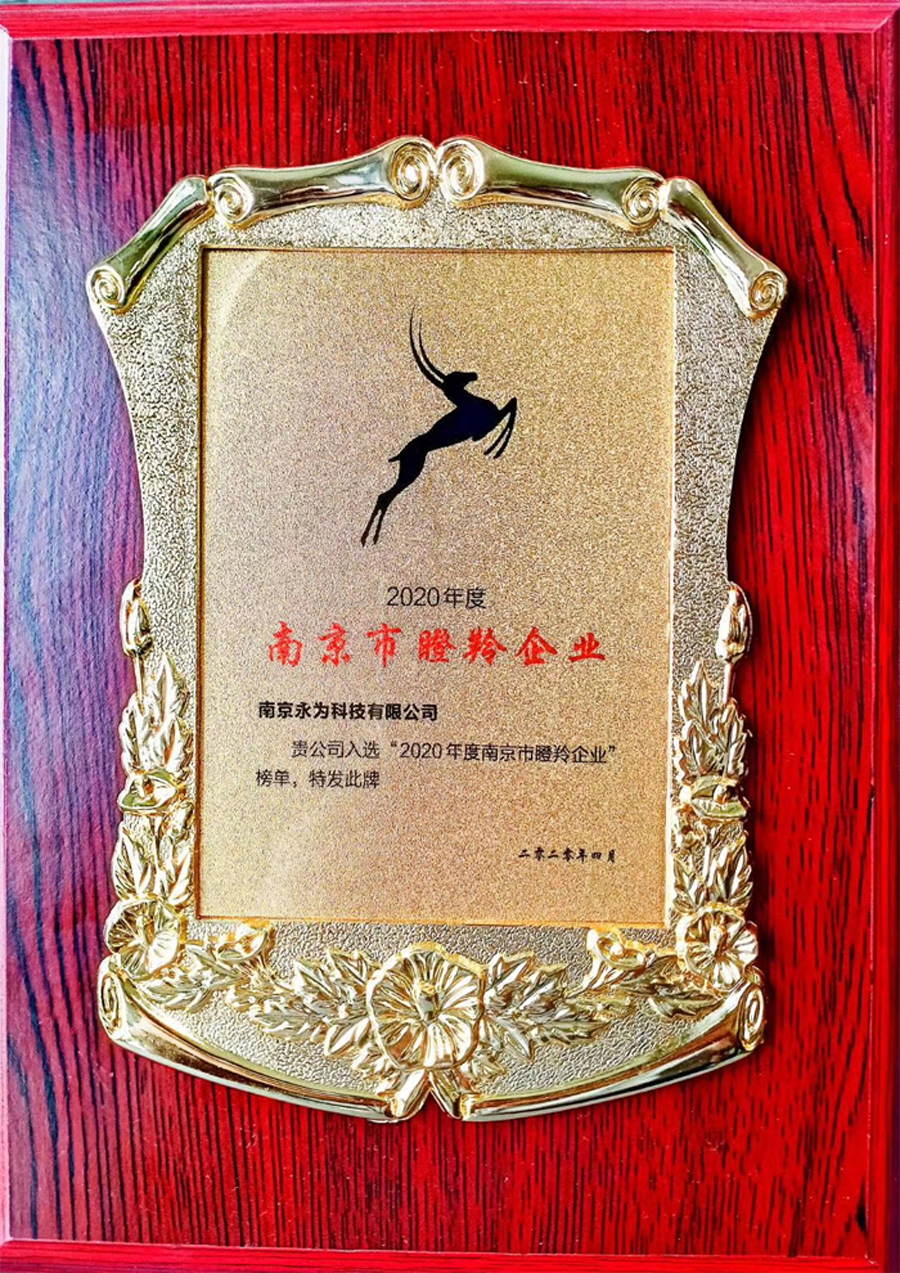 2020年度
南京市瞪羚企业
南京永为科技有限公司
贵公司入选“2020年度南京市瞪羚企业”
榜单，特发此牌
二零二零年四月